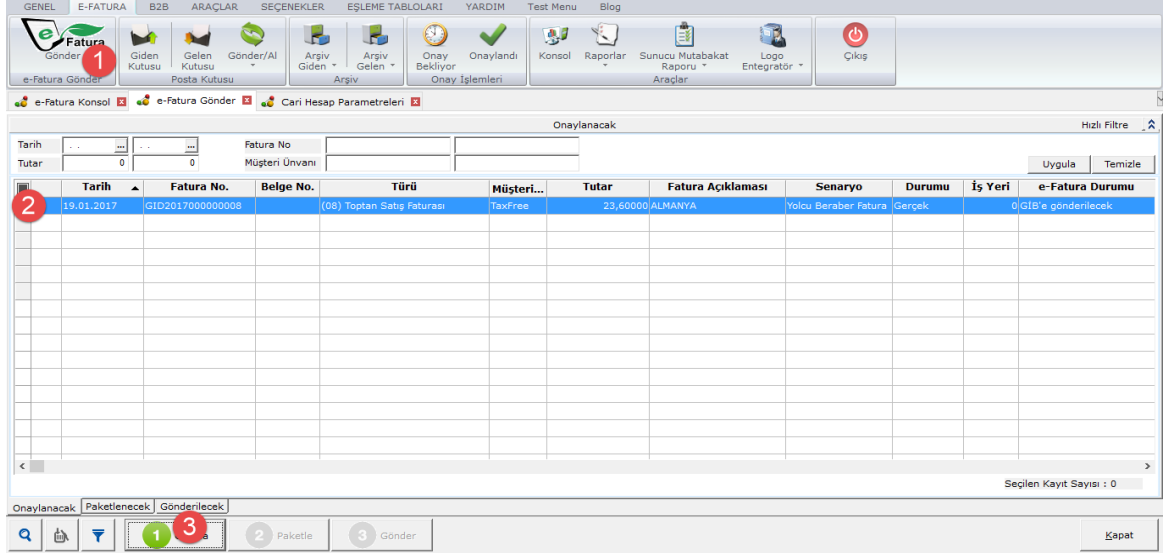 GENEL E-FATURA B2B ARAÇLAR SEÇENEKLER EŞLEME TABLOLARI YARDIM Test Menu Blog
e Fatura
Gönder 1 Giden Kutusu Gelen Kutusu Gönder/Al Arşiv Giden Arşiv Gelen Onay Bekliyor Onaylandı Konsol Raporlar Sunucu Mutabakat Raporu Logo Entegratör Çıkış
e-Fatura Gönder Posta Kutusu Arşiv Onay İşlemleri Araçlar
e-Fatura Konsol e-Fatura Gönder Cari Hesap Parametreleri
Onaylanacak Hızlı Filtre
Tarih . . ... . . ... Fatura No
Tutar 0 0 Müşteri Ünvanı Uygula Temizle
Tarih Fatura No. Belge No. Türü Müşteri... Tutar Fatura Açıklaması Senaryo Durumu İş Yeri e-Fatura Durumu
2 19.01.2017 GID2017000000008 (08) Toptan Satış Faturası TaxFree 23,60000 ALMANYA Yolcu Beraber Fatura Gerçek 0 GİB'e gönderilecek
Seçilen Kayıt Sayısı : 0
Onaylanacak Paketlenecek Gönderilecek
1 3 2 Paketle 3 Gönder Kapat